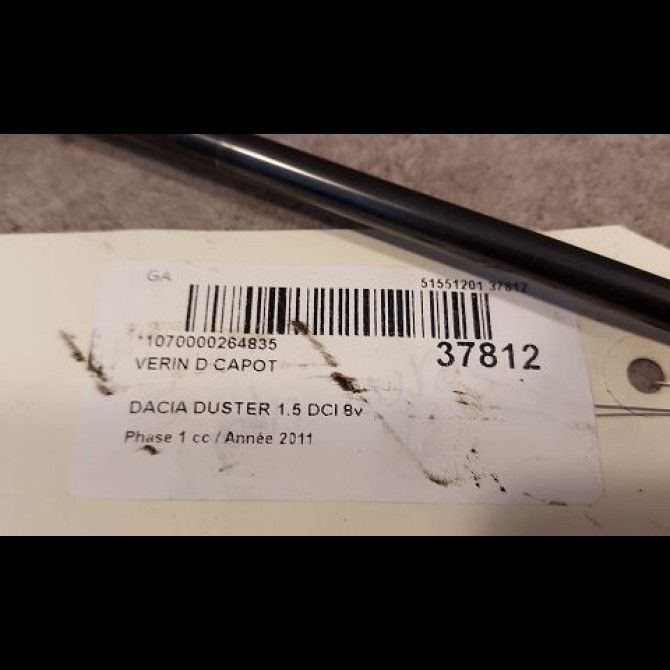 GA 51551201 37812
*1070000264835
37812
VERIN D CAPOT
DACIA DUSTER 1.5 DCI 8v
Phase 1 cc / Année 2011